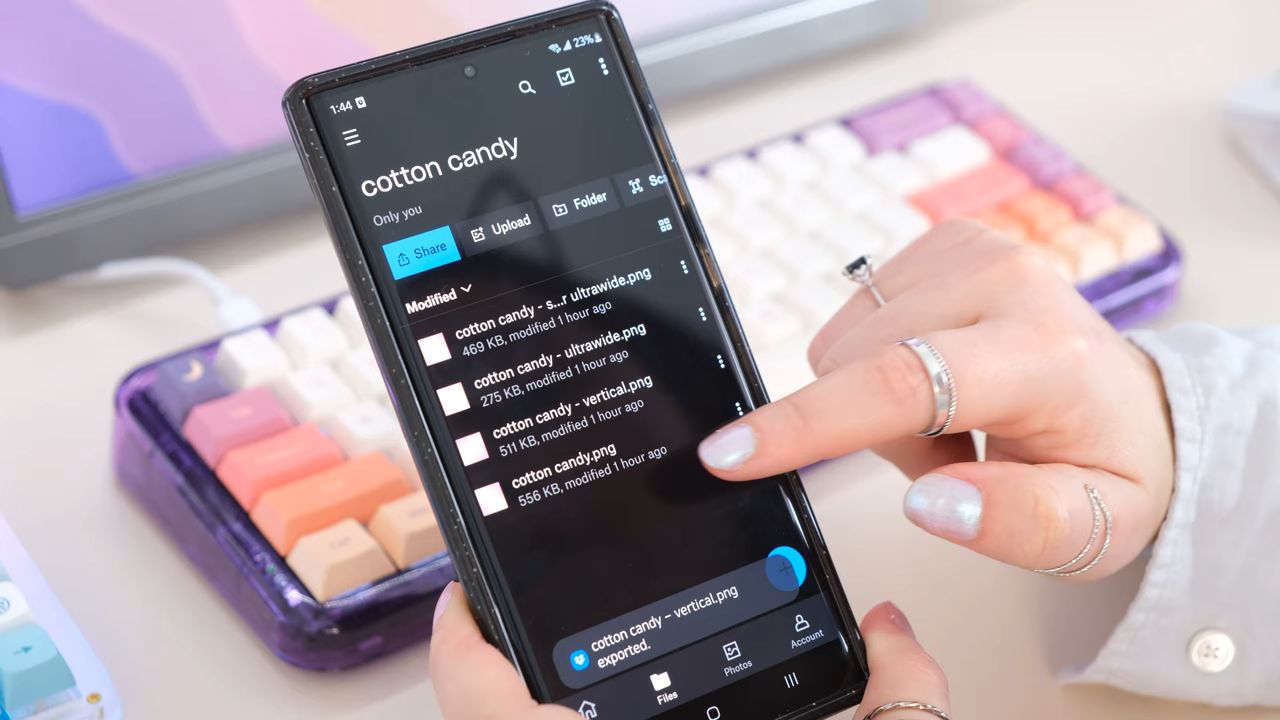 1:44
23%
cotton candy
Only you
Share
Upload
Folder
Modified
cotton candy - s...r ultrawide.png
469 KB, modified 1 hour ago
cotton candy - ultrawide.png
275 KB, modified 1 hour ago
cotton candy - vertical.png
511 KB, modified 1 hour ago
cotton candy.png
556 KB, modified 1 hour ago
cotton candy – vertical.png
exported.
Files
Photos
Account